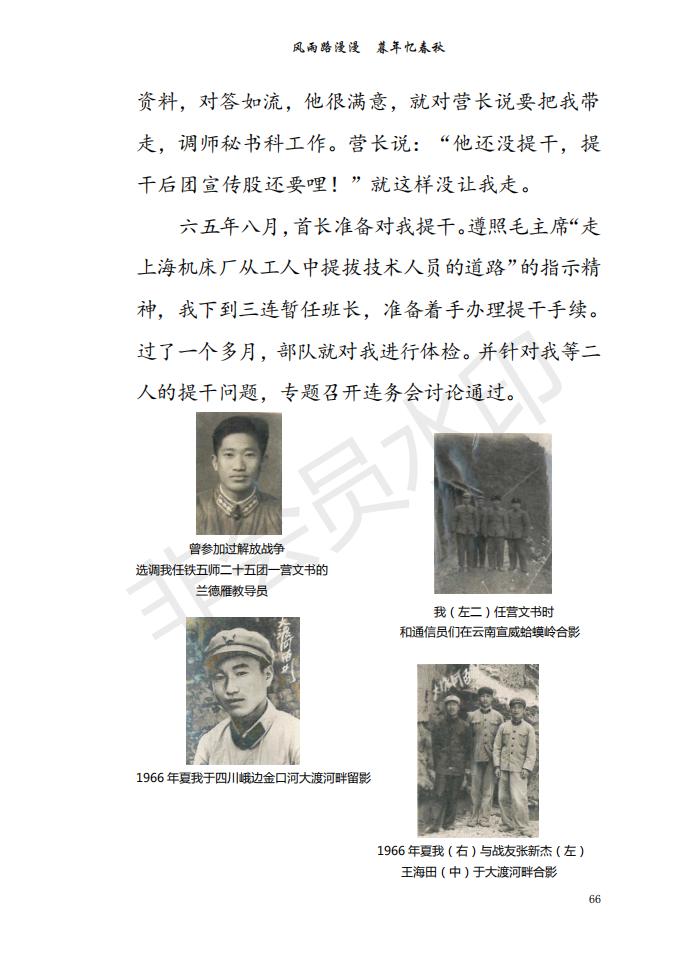 风雨路漫漫 暮年忆春秋
资料，对答如流，他很满意，就对营长说要把我带
走，调师秘书科工作。营长说：“他还没提干，提
干后团宣传股还要哩！”就这样没让我走。
六五年八月，首长准备对我提干。遵照毛主席“走
上海机床厂从工人中提拔技术人员的道路”的指示精
神，我下到三连暂任班长，准备着手办理提干手续。
过了一个多月，部队就对我进行体检。并针对我等二
人的提干问题，专题召开连务会讨论通过。
曾参加过解放战争
选调我任铁五师二十五团一营文书的
兰德雁教导员
我（左二）任营文书时
和通信员们在云南宣威蛤蟆岭合影
1966 年夏我于四川峨边金口河大渡河畔留影
1966 年夏我（右）与战友张新杰（左）
王海田（中）于大渡河畔合影
66
非会员水印